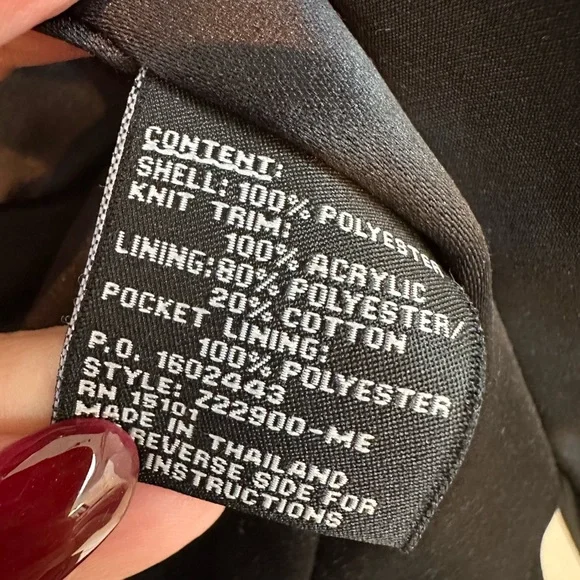 CONTENT:
SHELL: 100% POLYESTER
KNIT TRIM:
100% ACRYLIC
LINING: 80% POLYESTER/
20% COTTON
POCKET LINING:
100% POLYESTER
P.O. 1602443
STYLE: Z22900-ME
RN 15101
MADE IN THAILAND
REVERSE SIDE FOR
INSTRUCTIONS